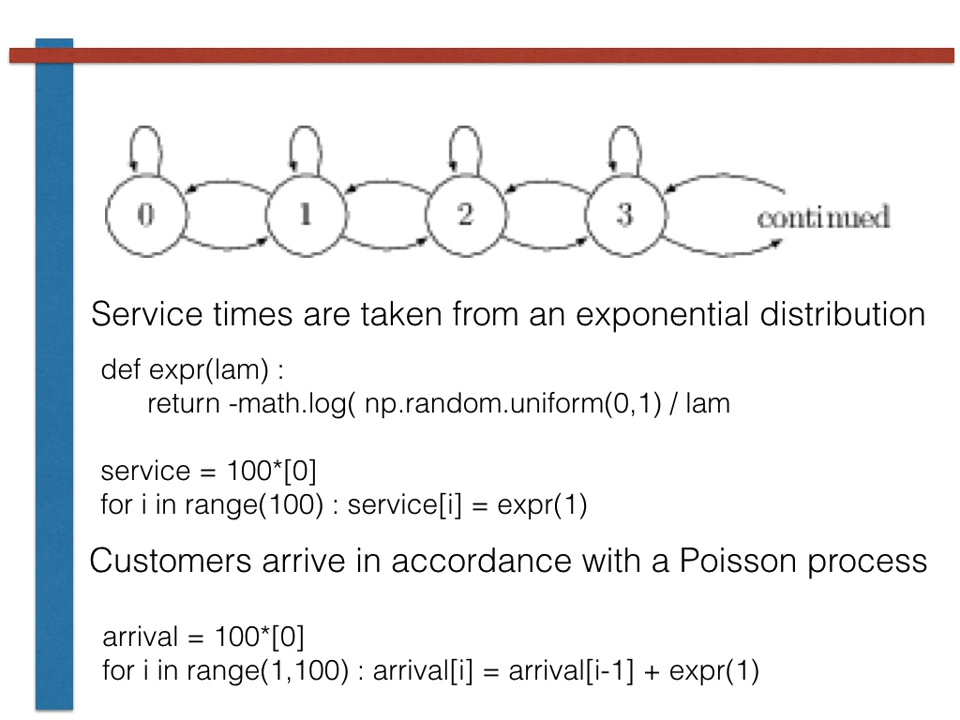 0 1 2 3 continued
Service times are taken from an exponential distribution
def expr(lam) :
return -math.log( np.random.uniform(0,1) / lam
service = 100*[0]
for i in range(100) : service[i] = expr(1)
Customers arrive in accordance with a Poisson process
arrival = 100*[0]
for i in range(1,100) : arrival[i] = arrival[i-1] + expr(1)